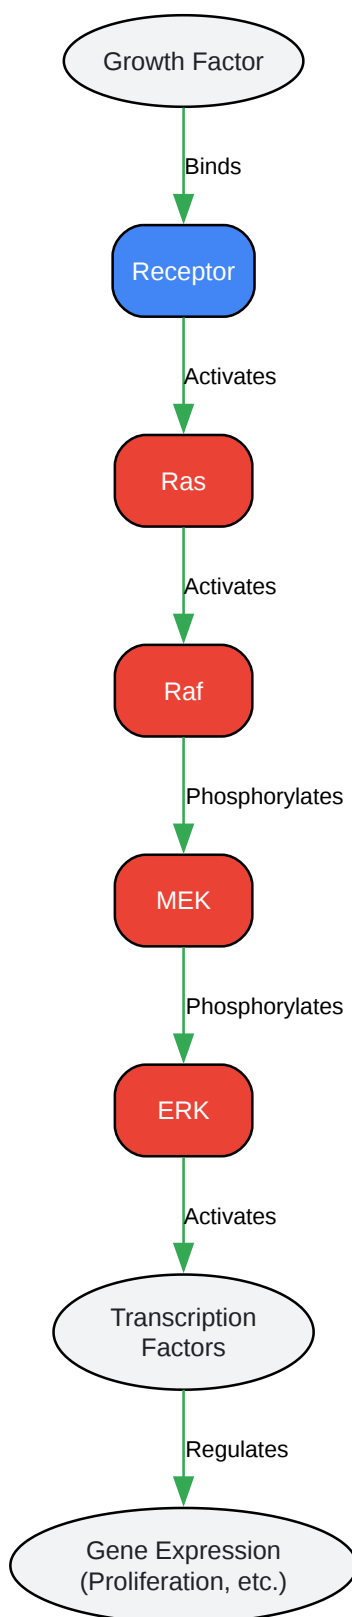 Growth Factor
Binds
Receptor
Activates
Ras
Activates
Raf
Phosphorylates
MEK
Phosphorylates
ERK
Activates
Transcription
Factors
Regulates
Gene Expression
(Proliferation, etc.)